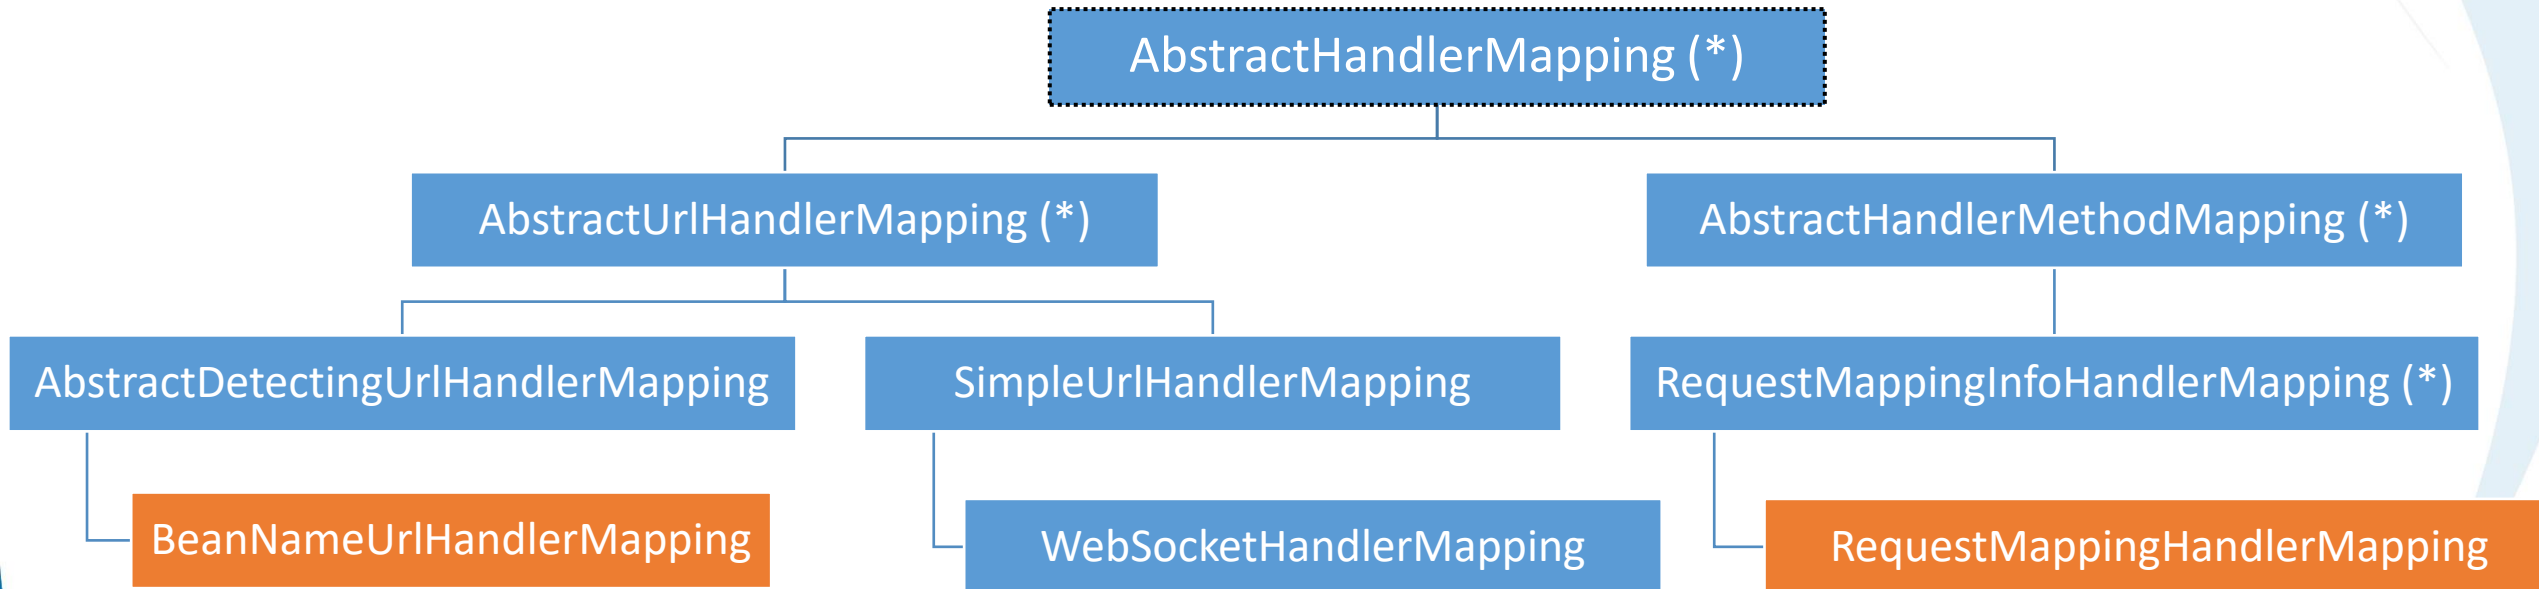 AbstractHandlerMapping (*)
AbstractUrlHandlerMapping (*)
AbstractHandlerMethodMapping (*)
AbstractDetectingUrlHandlerMapping
SimpleUrlHandlerMapping
RequestMappingInfoHandlerMapping (*)
BeanNameUrlHandlerMapping
WebSocketHandlerMapping
RequestMappingHandlerMapping